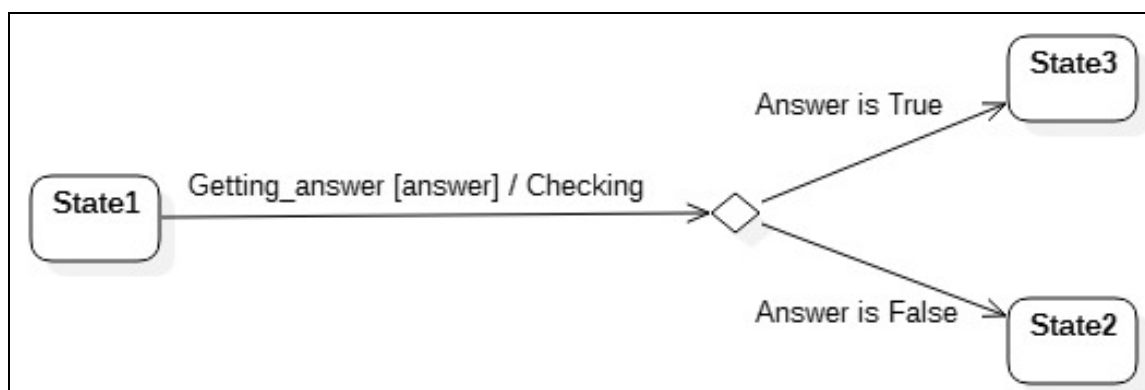 State3
Answer is True
Getting_answer [answer] / Checking
State1
Answer is False
State2